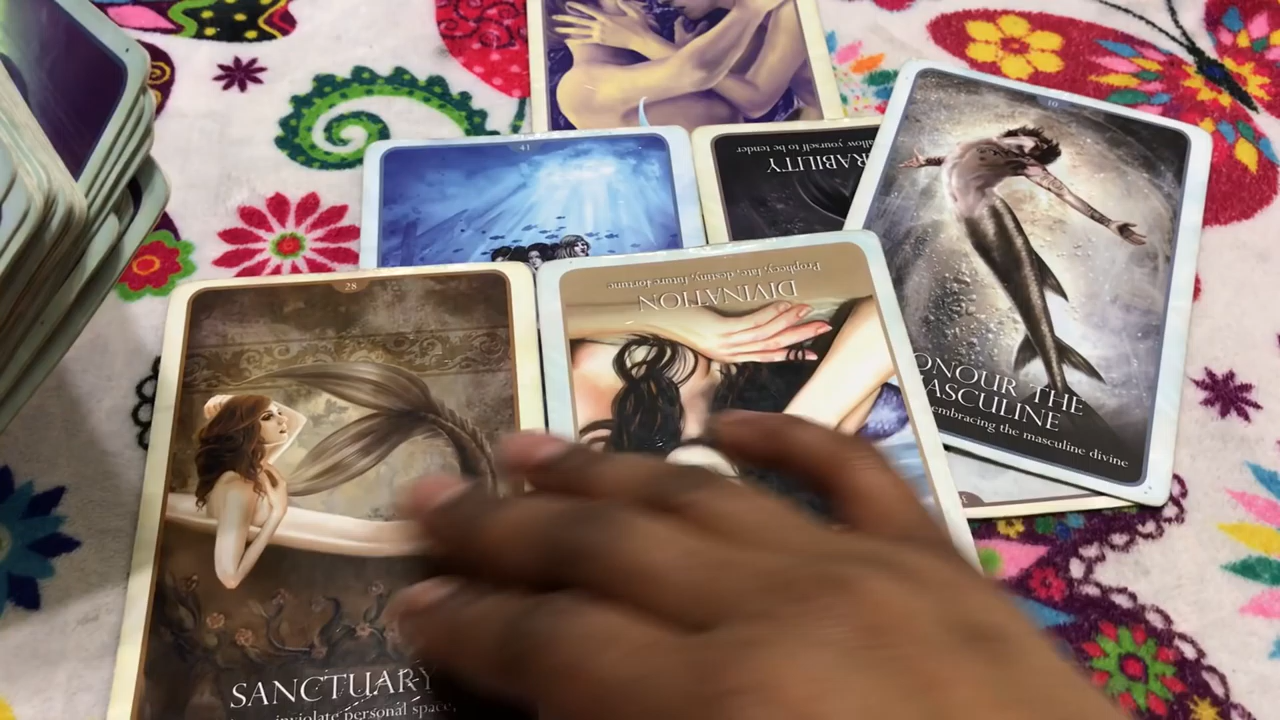 41
allow yourself to be tender
RABILITY
10
ONOUR THE
ASCULINE
embracing the masculine divine
Prophecy, fate, destiny, future fortune
DIVINATION
28
SANCTUARY
inviolate personal space,